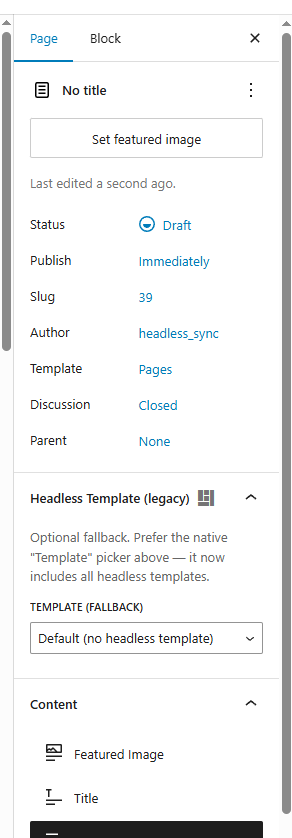 Page Block
No title
Set featured image
Last edited a second ago.
Status Draft
Publish Immediately
Slug 39
Author headless_sync
Template Pages
Discussion Closed
Parent None
Headless Template (legacy)
Optional fallback. Prefer the native
"Template" picker above — it now
includes all headless templates.
TEMPLATE (FALLBACK)
Default (no headless template)
Content
Featured Image
Title